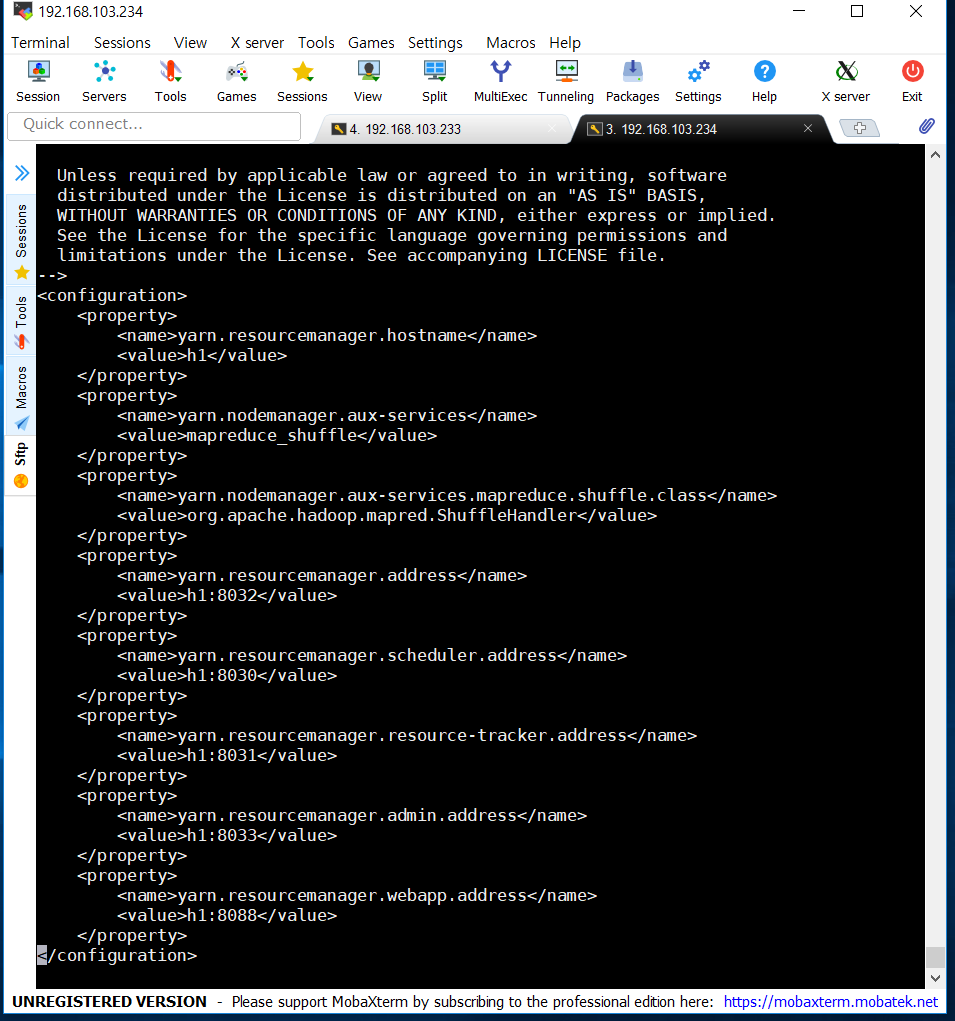 192.168.103.234
Terminal Sessions View X server Tools Games Settings Macros Help
Session Servers Tools Games Sessions View Split MultiExec Tunneling Packages Settings Help X server Exit
Quick connect...
4. 192.168.103.233
3. 192.168.103.234
Sessions
Tools
Macros
Sftp
Unless required by applicable law or agreed to in writing, software
distributed under the License is distributed on an "AS IS" BASIS,
WITHOUT WARRANTIES OR CONDITIONS OF ANY KIND, either express or implied.
See the License for the specific language governing permissions and
limitations under the License. See accompanying LICENSE file.
-->
<configuration>
    <property>
        <name>yarn.resourcemanager.hostname</name>
        <value>h1</value>
    </property>
    <property>
        <name>yarn.nodemanager.aux-services</name>
        <value>mapreduce_shuffle</value>
    </property>
    <property>
        <name>yarn.nodemanager.aux-services.mapreduce.shuffle.class</name>
        <value>org.apache.hadoop.mapred.ShuffleHandler</value>
    </property>
    <property>
        <name>yarn.resourcemanager.address</name>
        <value>h1:8032</value>
    </property>
    <property>
        <name>yarn.resourcemanager.scheduler.address</name>
        <value>h1:8030</value>
    </property>
    <property>
        <name>yarn.resourcemanager.resource-tracker.address</name>
        <value>h1:8031</value>
    </property>
    <property>
        <name>yarn.resourcemanager.admin.address</name>
        <value>h1:8033</value>
    </property>
    <property>
        <name>yarn.resourcemanager.webapp.address</name>
        <value>h1:8088</value>
    </property>
</configuration>
UNREGISTERED VERSION - Please support MobaXterm by subscribing to the professional edition here: https://mobaxterm.mobatek.net